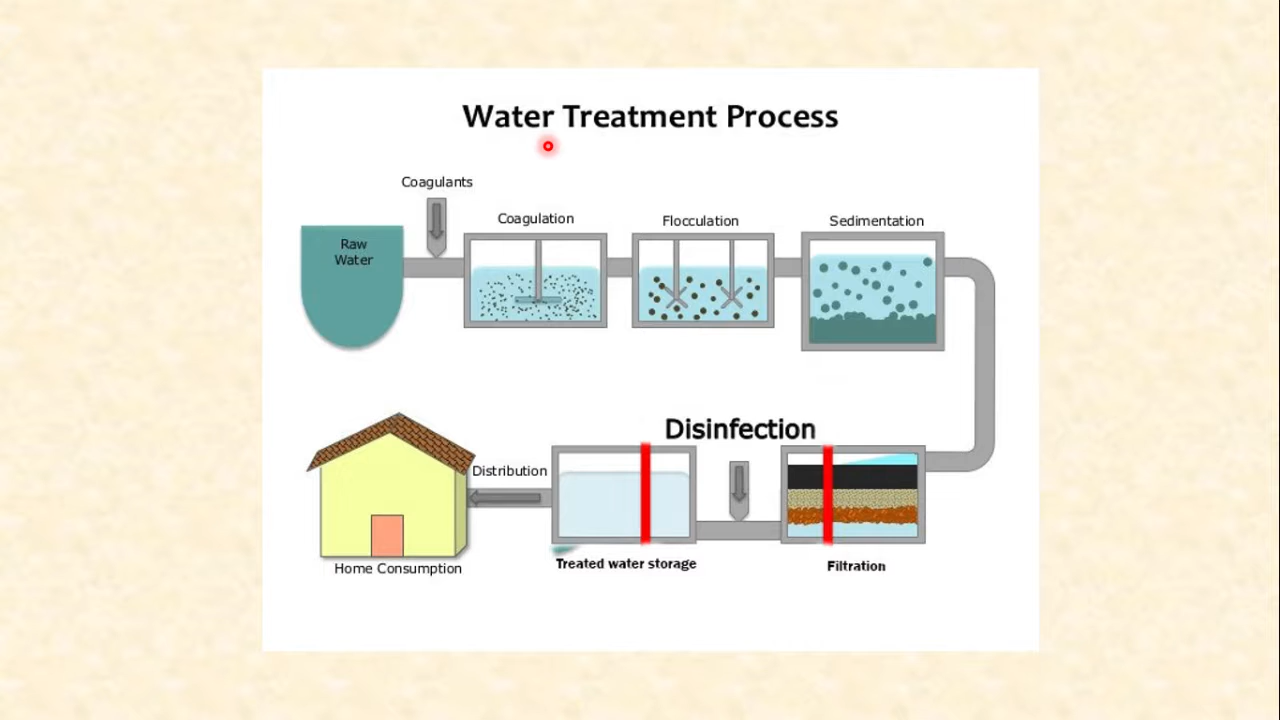 Water Treatment Process
Coagulants
Coagulation
Flocculation
Sedimentation
Raw
Water
Disinfection
Distribution
Treated water storage
Filtration
Home Consumption